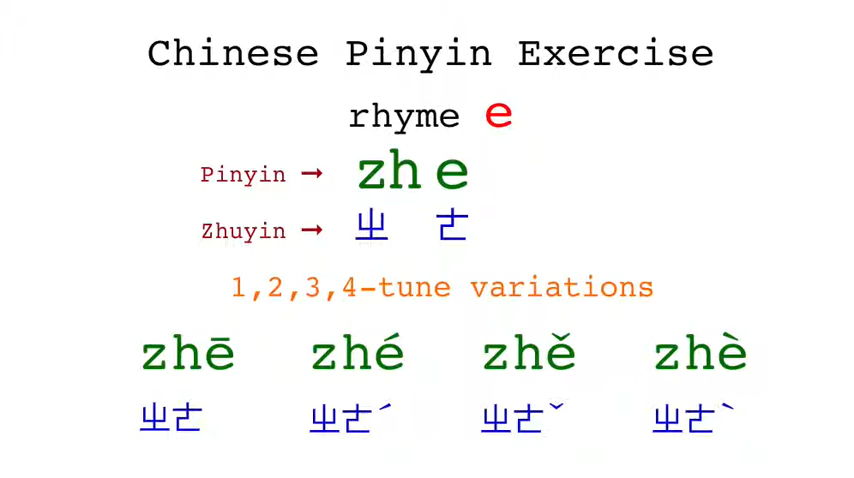 Chinese Pinyin Exercise
rhyme e
Pinyin → zh e
Zhuyin → ㄓ ㄜ
1,2,3,4-tune variations
zhē zhé zhě zhè
ㄓㄜ ㄓㄜˊ ㄓㄜˇ ㄓㄜˋ